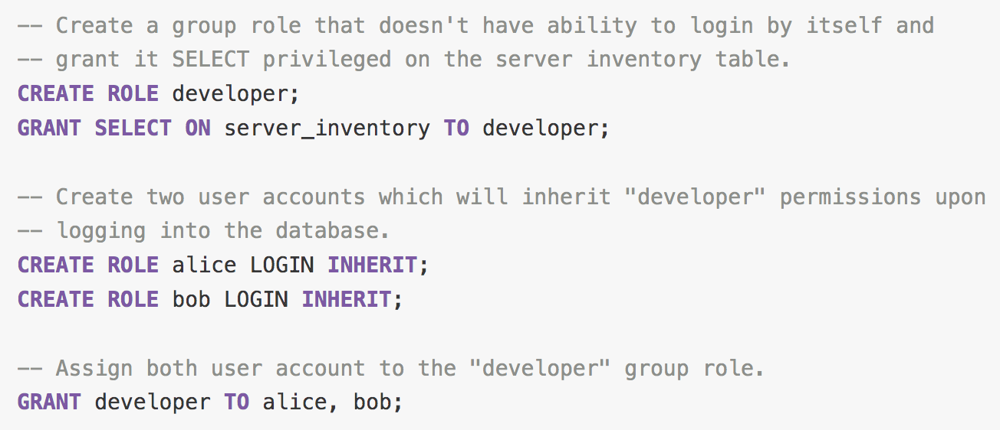 -- Create a group role that doesn't have ability to login by itself and
-- grant it SELECT privileged on the server inventory table.
CREATE ROLE developer;
GRANT SELECT ON server_inventory TO developer;
-- Create two user accounts which will inherit "developer" permissions upon
-- logging into the database.
CREATE ROLE alice LOGIN INHERIT;
CREATE ROLE bob LOGIN INHERIT;
-- Assign both user account to the "developer" group role.
GRANT developer TO alice, bob;